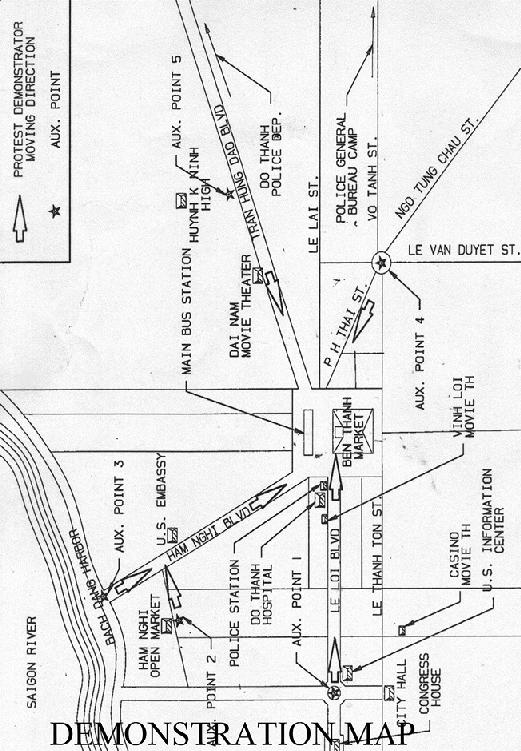 PROTEST DEMONSTRATOR
MOVING DIRECTION
AUX. POINT
AUX. POINT 5
HUYNH K NINH
HIGH
TRAN HUNG DAO BLVD
DO THANH
POLICE DEP.
LE LAI ST.
POLICE GENERAL
BUREAU CAMP
VO TANH ST.
NGO TUNG CHAU ST.
LE VAN DUYET ST.
MAIN BUS STATION
DAI NAM
MOVIE THEATER
P H THAI ST.
AUX. POINT 4
BEN THANH
MARKET
VINH LOI
MOVIE TH
AUX. POINT 3
U.S. EMBASSY
HAM NGHI BLVD
BACH DANG HARBOR
SAIGON RIVER
HAM NGHI
OPEN MARKET
AUX. POINT 2
POLICE STATION
DO THANH
HOSPITAL
AUX. POINT 1
LE LOI BLVD
LE THANH TON ST.
CASINO
MOVIE TH
U.S. INFORMATION
CENTER
CITY HALL
CONGRESS
HOUSE
DEMONSTRATION MAP